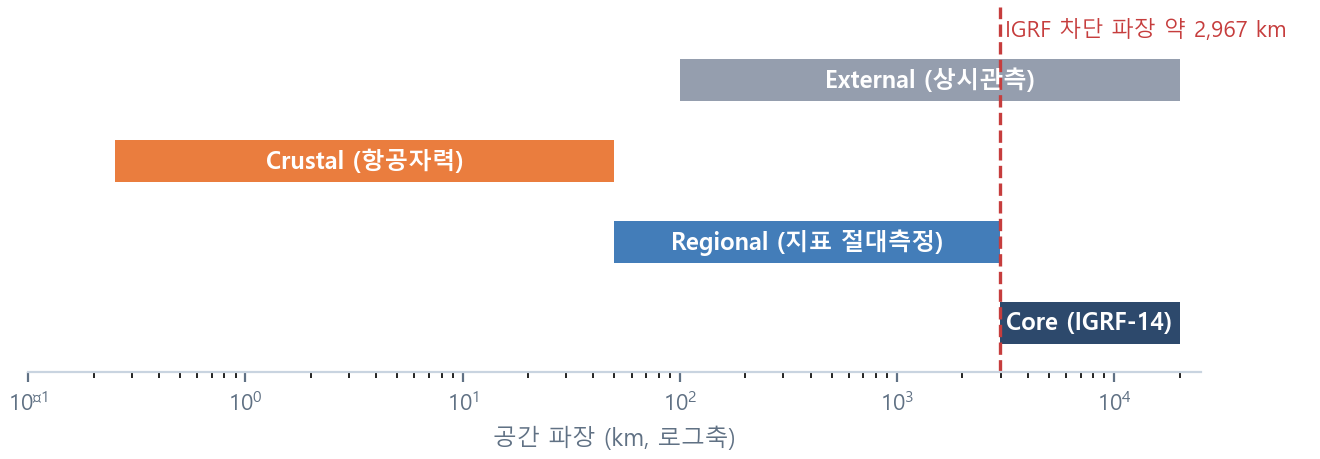 IGRF 차단 파장 약 2,967 km
External (상시관측)
Crustal (항공자력)
Regional (지표 절대측정)
Core (IGRF-14)
10¤1 10⁰ 10¹ 10² 10³ 10⁴
공간 파장 (km, 로그축)